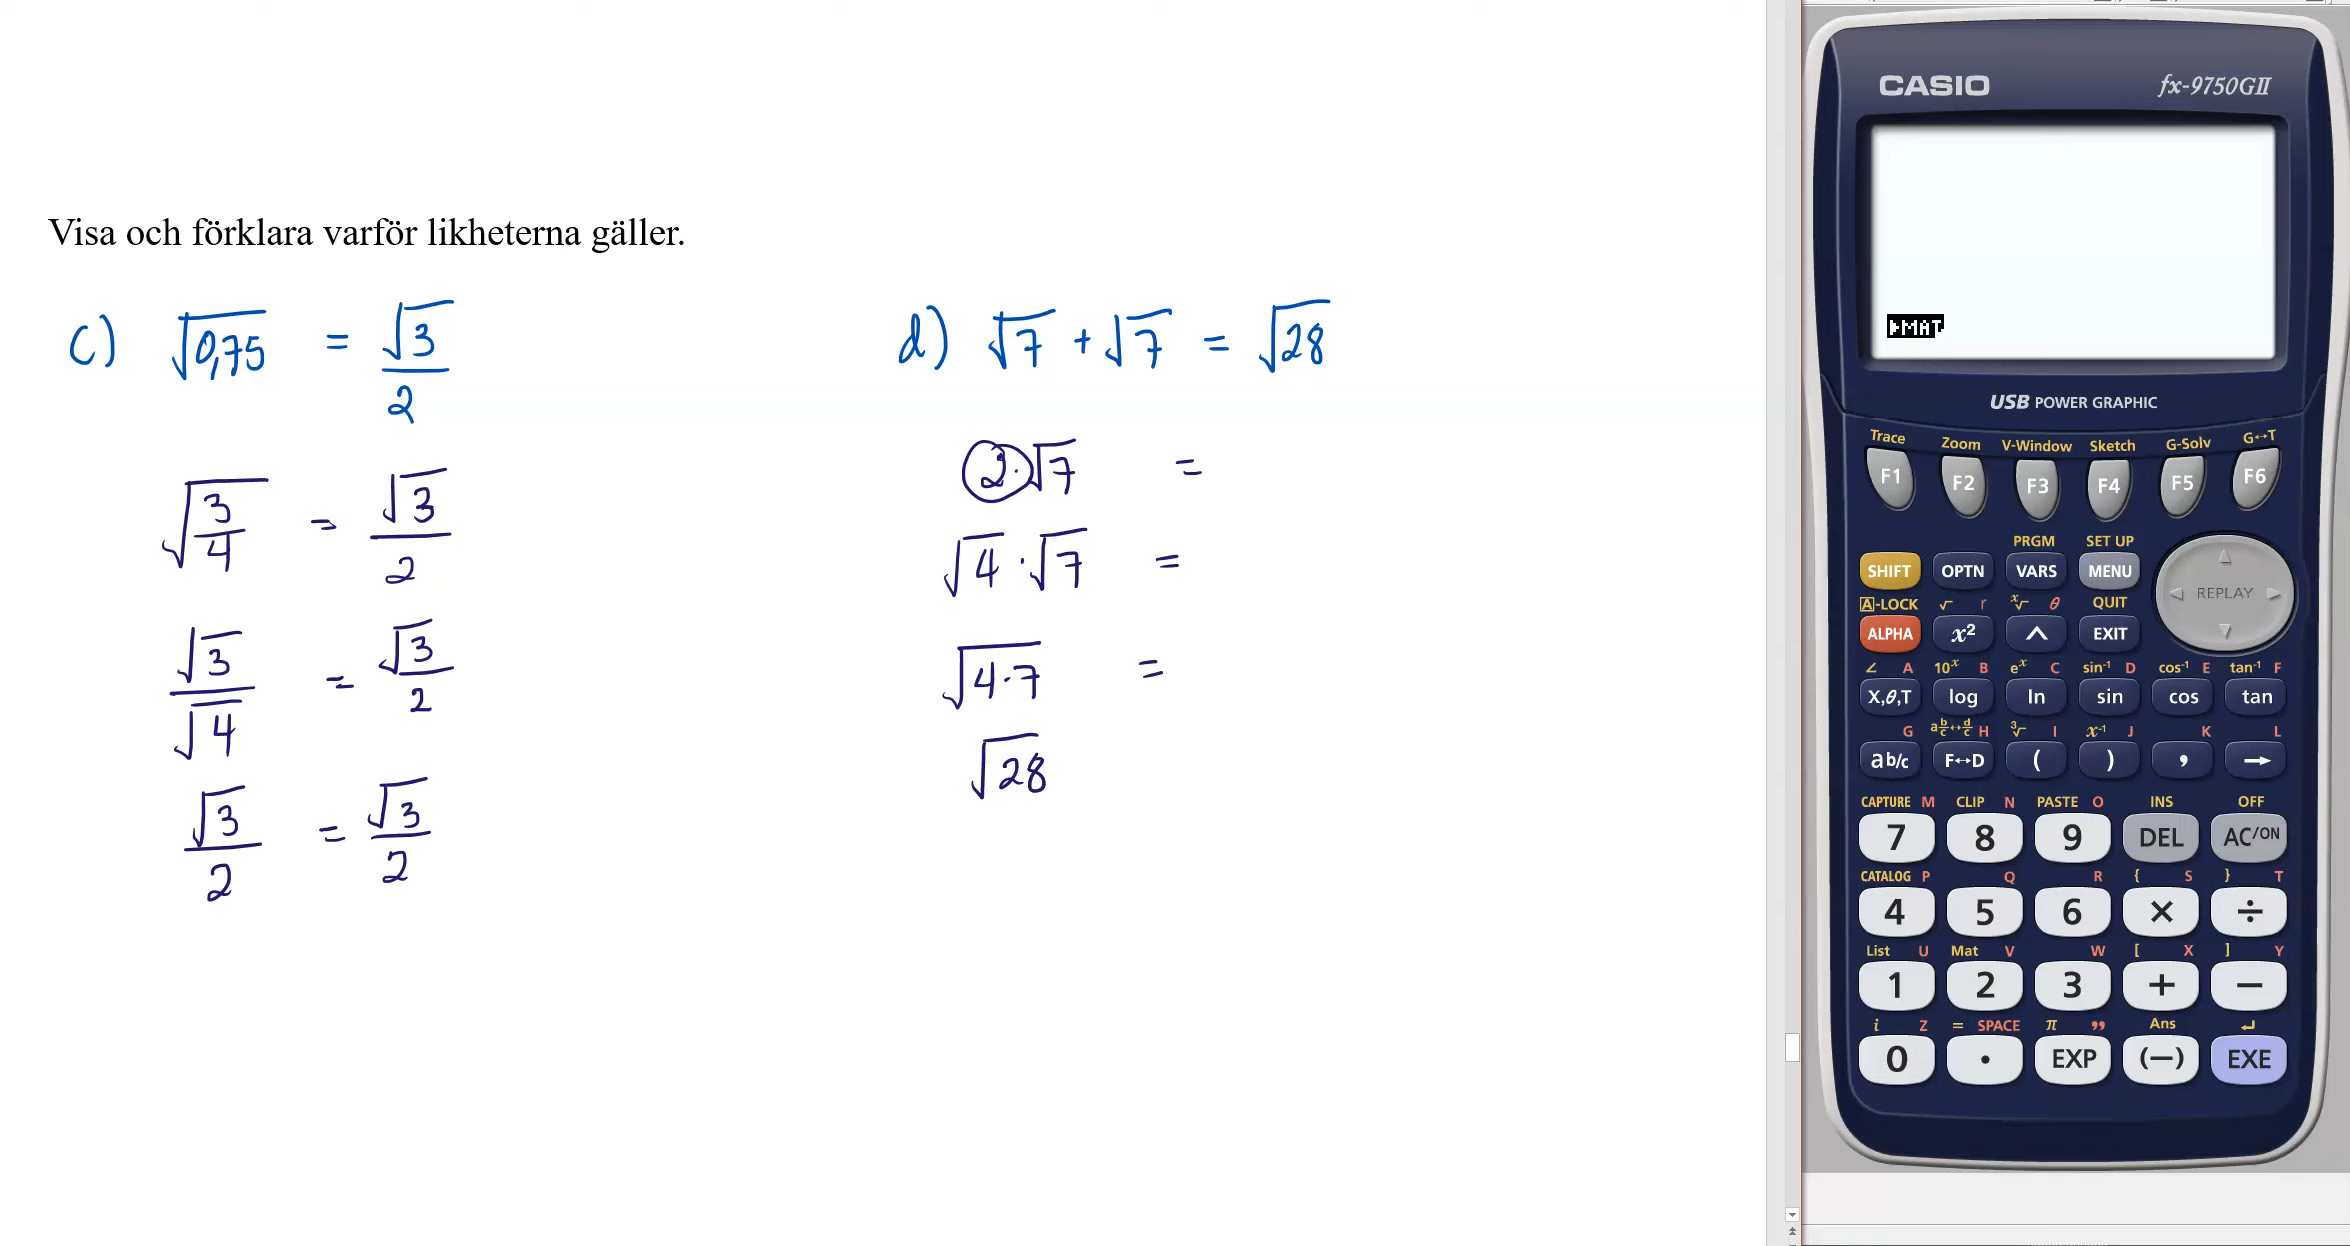 Visa och förklara varför likheterna gäller.
c) √0,75 = √3/2
√(3/4) = √3/2
√3/√4 = √3/2
√3/2 = √3/2
d) √7 + √7 = √28
2·√7 =
√4 · √7 =
√(4·7) =
√28
CASIO fx-9750GII
▶MAT
USB POWER GRAPHIC
Trace Zoom V-Window Sketch G-Solv G↔T
F1 F2 F3 F4 F5 F6
PRGM SET UP
SHIFT OPTN VARS MENU REPLAY
A-LOCK √ r ˣ√ θ QUIT
ALPHA x² ^ EXIT
∠ A 10ˣ B eˣ C sin⁻¹ D cos⁻¹ E tan⁻¹ F
X,θ,T log ln sin cos tan
G a b/c↔d/c H ³√ I x⁻¹ J K L
a b/c F↔D ( ) , →
CAPTURE M CLIP N PASTE O INS OFF
7 8 9 DEL AC/ON
CATALOG P Q R { S } T
4 5 6 × ÷
List U Mat V W [ X ] Y
1 2 3 + −
i Z = SPACE π ” Ans ↵
0 • EXP (−) EXE